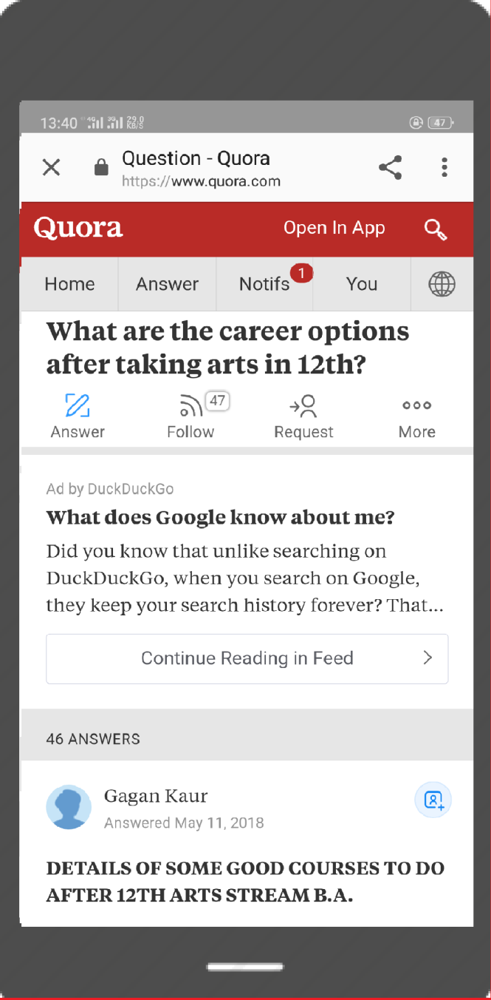 13:40 4G 3G 29.0 KB/S 47
Question - Quora
https://www.quora.com
Quora Open In App
Home Answer Notifs 1 You
What are the career options
after taking arts in 12th?
47
Answer Follow Request More
Ad by DuckDuckGo
What does Google know about me?
Did you know that unlike searching on
DuckDuckGo, when you search on Google,
they keep your search history forever? That...
Continue Reading in Feed
46 ANSWERS
Gagan Kaur
Answered May 11, 2018
DETAILS OF SOME GOOD COURSES TO DO
AFTER 12TH ARTS STREAM B.A.